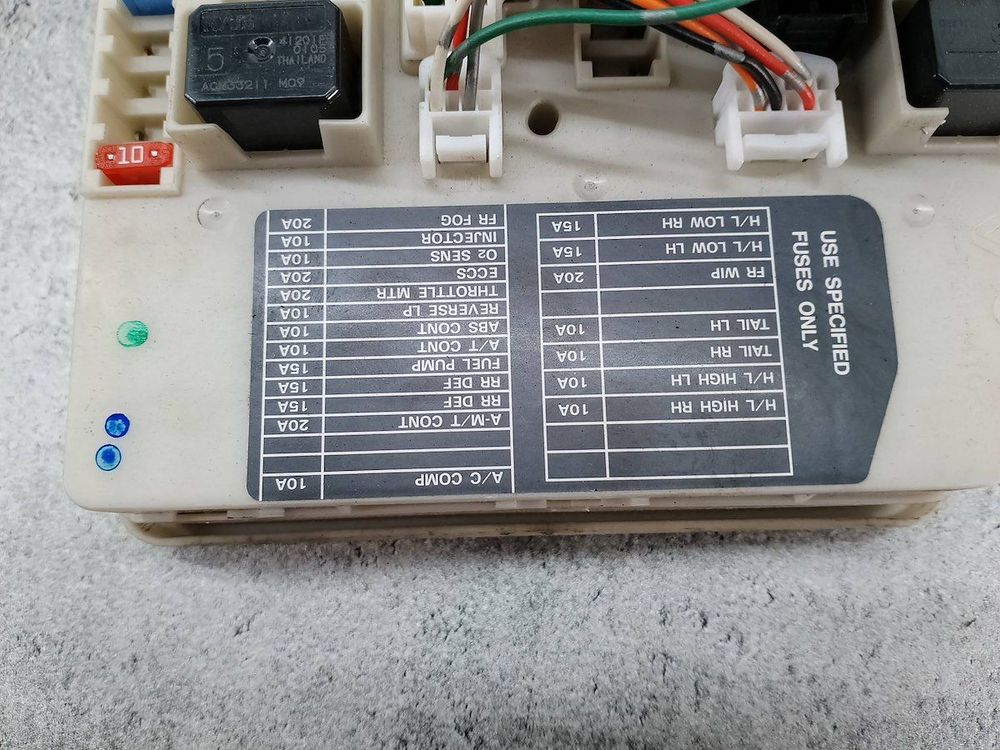 5
THAILAND
ACM33211 M09
10
USE SPECIFIED
FUSES ONLY
H/L HIGH RH 10A
H/L HIGH LH 10A
TAIL RH 10A
TAIL LH 10A
FR WIP 20A
H/L LOW LH 15A
H/L LOW RH 15A
A/C COMP 10A
A-M/T CONT 20A
RR DEF 15A
RR DEF 15A
FUEL PUMP 15A
A/T CONT 10A
ABS CONT 10A
REVERSE LP 10A
THROTTLE MTR 20A
ECCS 20A
O2 SENS 10A
INJECTOR 10A
FR FOG 20A